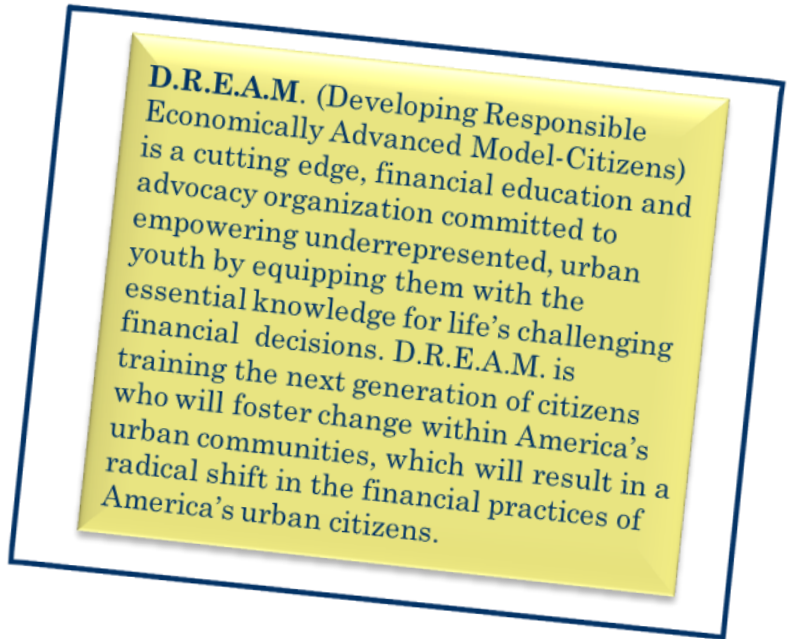 D.R.E.A.M. (Developing Responsible
Economically Advanced Model-Citizens)
is a cutting edge, financial education and
advocacy organization committed to
empowering underrepresented, urban
youth by equipping them with the
essential knowledge for life’s challenging
financial decisions. D.R.E.A.M. is
training the next generation of citizens
who will foster change within America’s
urban communities, which will result in a
radical shift in the financial practices of
America’s urban citizens.